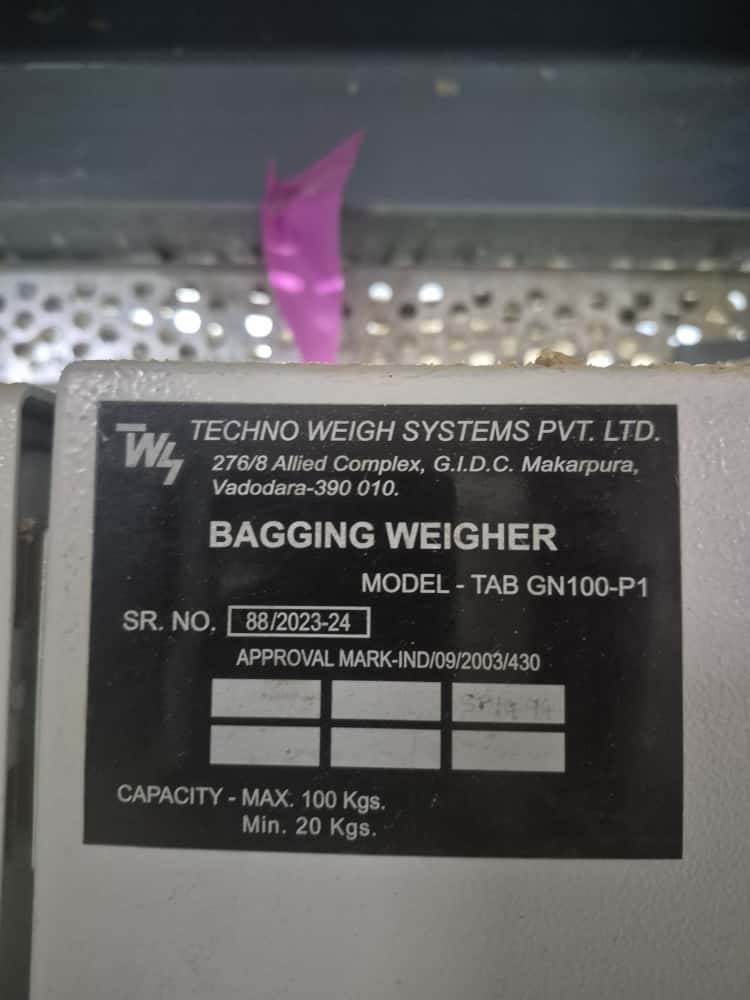 TWS TECHNO WEIGH SYSTEMS PVT. LTD.
276/8 Allied Complex, G.I.D.C. Makarpura,
Vadodara-390 010.
BAGGING WEIGHER
MODEL - TAB GN100-P1
SR. NO. 88/2023-24
APPROVAL MARK-IND/09/2003/430
CAPACITY - MAX. 100 Kgs.
Min. 20 Kgs.